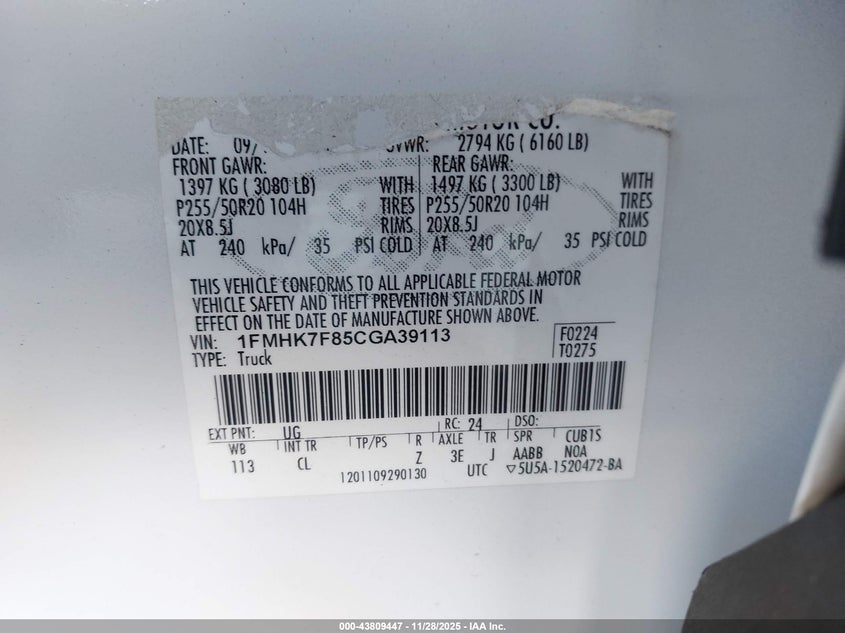 MOTOR CO.
DATE: 09/ GVWR: 2794 KG ( 6160 LB)
FRONT GAWR: REAR GAWR:
1397 KG ( 3080 LB) WITH 1497 KG ( 3300 LB) WITH
P255/50R20 104H TIRES P255/50R20 104H TIRES
20X8.5J RIMS 20X8.5J RIMS
AT 240 kPa/ 35 PSI COLD AT 240 kPa/ 35 PSI COLD
THIS VEHICLE CONFORMS TO ALL APPLICABLE FEDERAL MOTOR
VEHICLE SAFETY AND THEFT PREVENTION STANDARDS IN
EFFECT ON THE DATE OF MANUFACTURE SHOWN ABOVE.
VIN: 1FMHK7F85CGA39113
TYPE: Truck
F0224
T0275
EXT PNT: UG RC: 24 DSO:
WB INT TR TP/PS R AXLE TR SPR CUBTS
113 CL Z 3E J AABB NOA
1201109290130 UTC ▽5U5A-1520472-BA
000-43809447 - 11/28/2025 - IAA Inc.